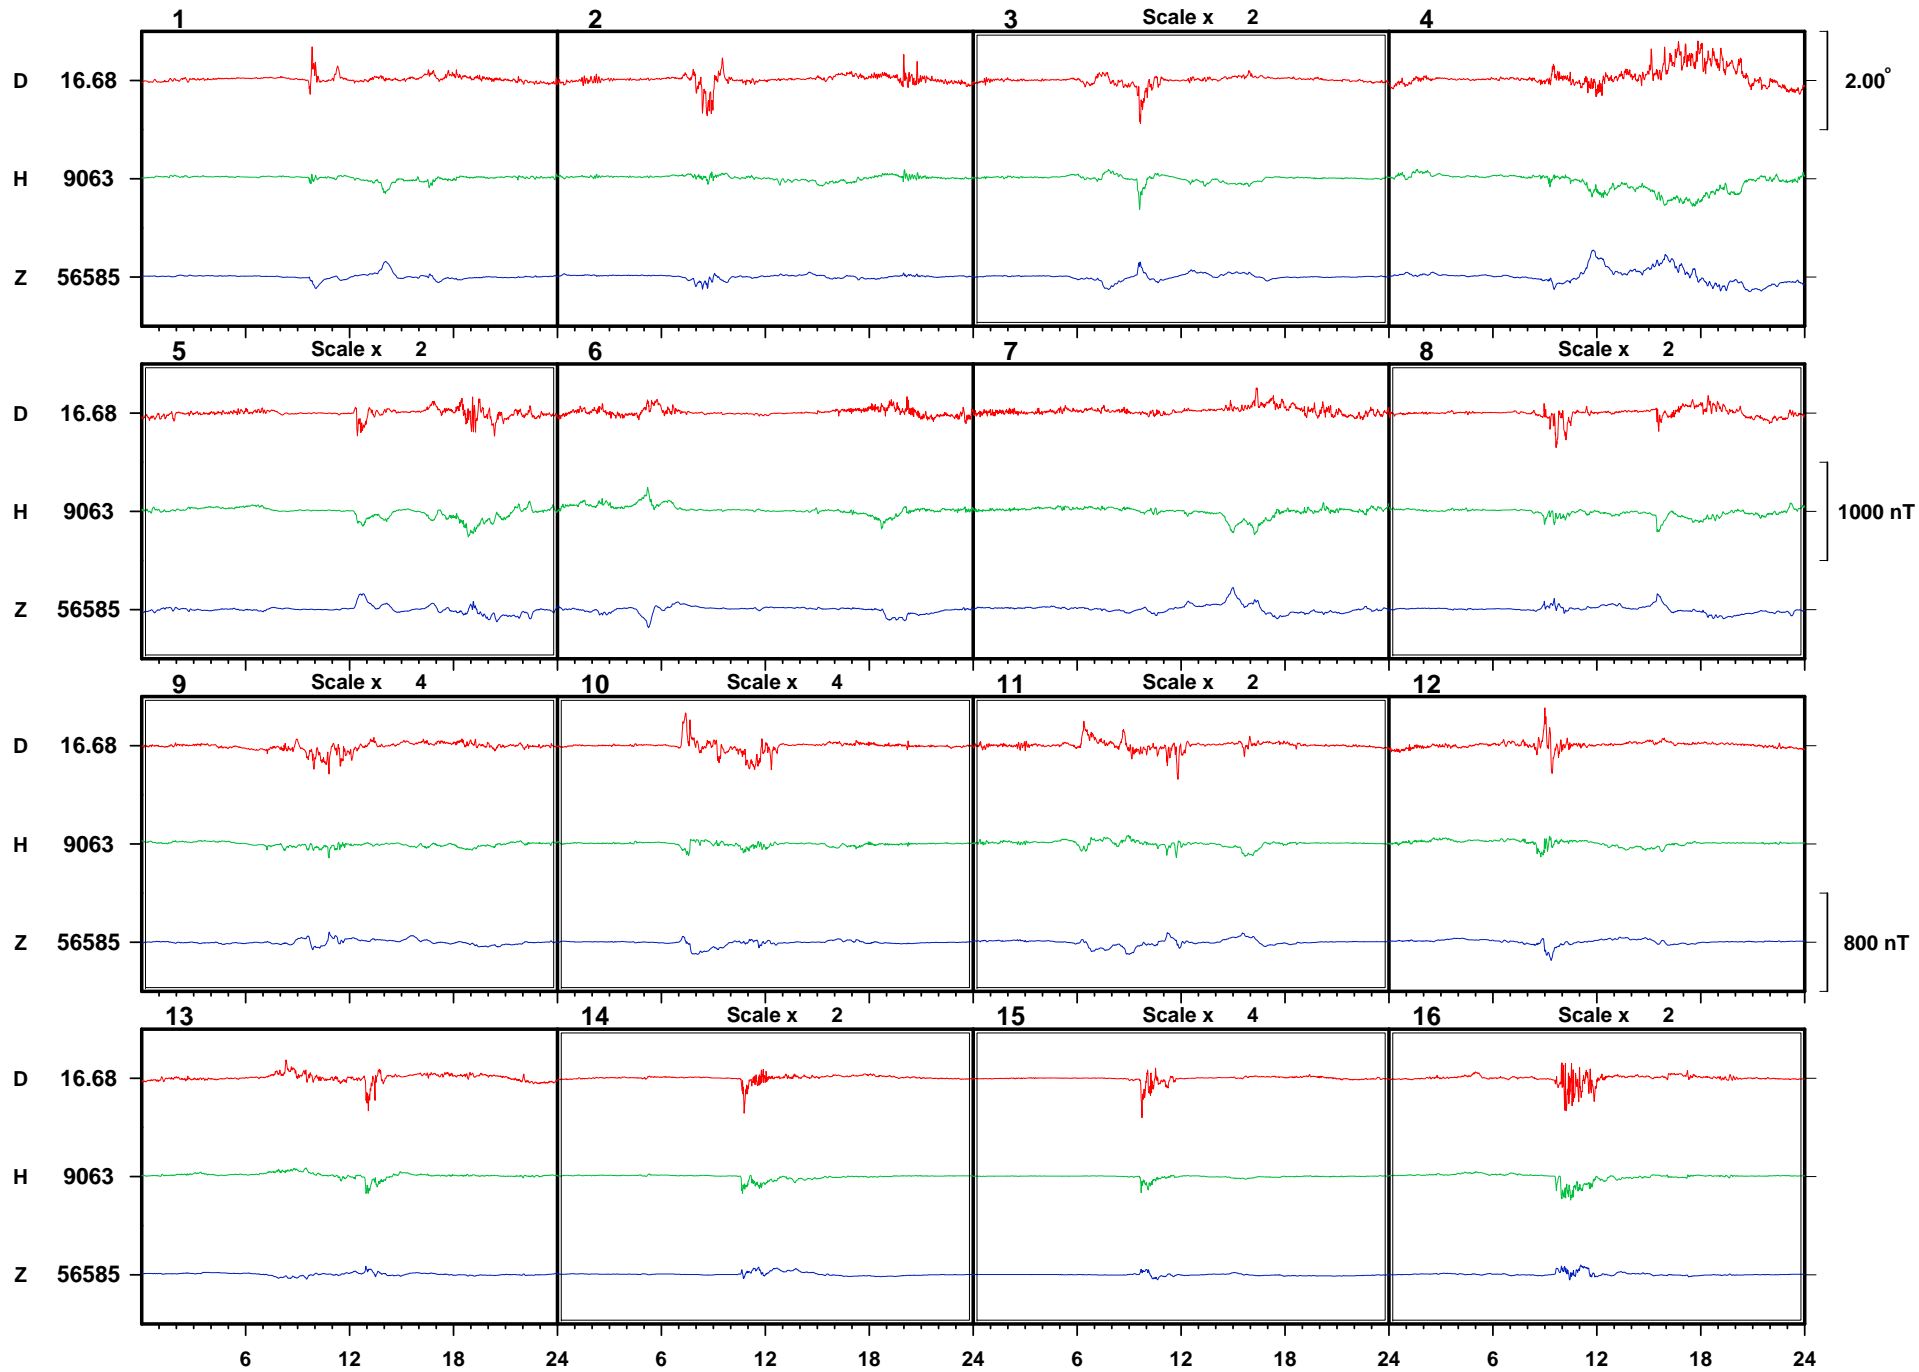 1 2 3 Scale x 2 4
D 16.68 2.00°
H 9063
Z 56585
5 Scale x 2 6 7 8 Scale x 2
D 16.68
H 9063 1000 nT
Z 56585
9 Scale x 4 10 Scale x 4 11 Scale x 2 12
D 16.68
H 9063
Z 56585 800 nT
13 14 Scale x 2 15 Scale x 4 16 Scale x 2
D 16.68
H 9063
Z 56585
6 12 18 24 6 12 18 24 6 12 18 24 6 12 18 24